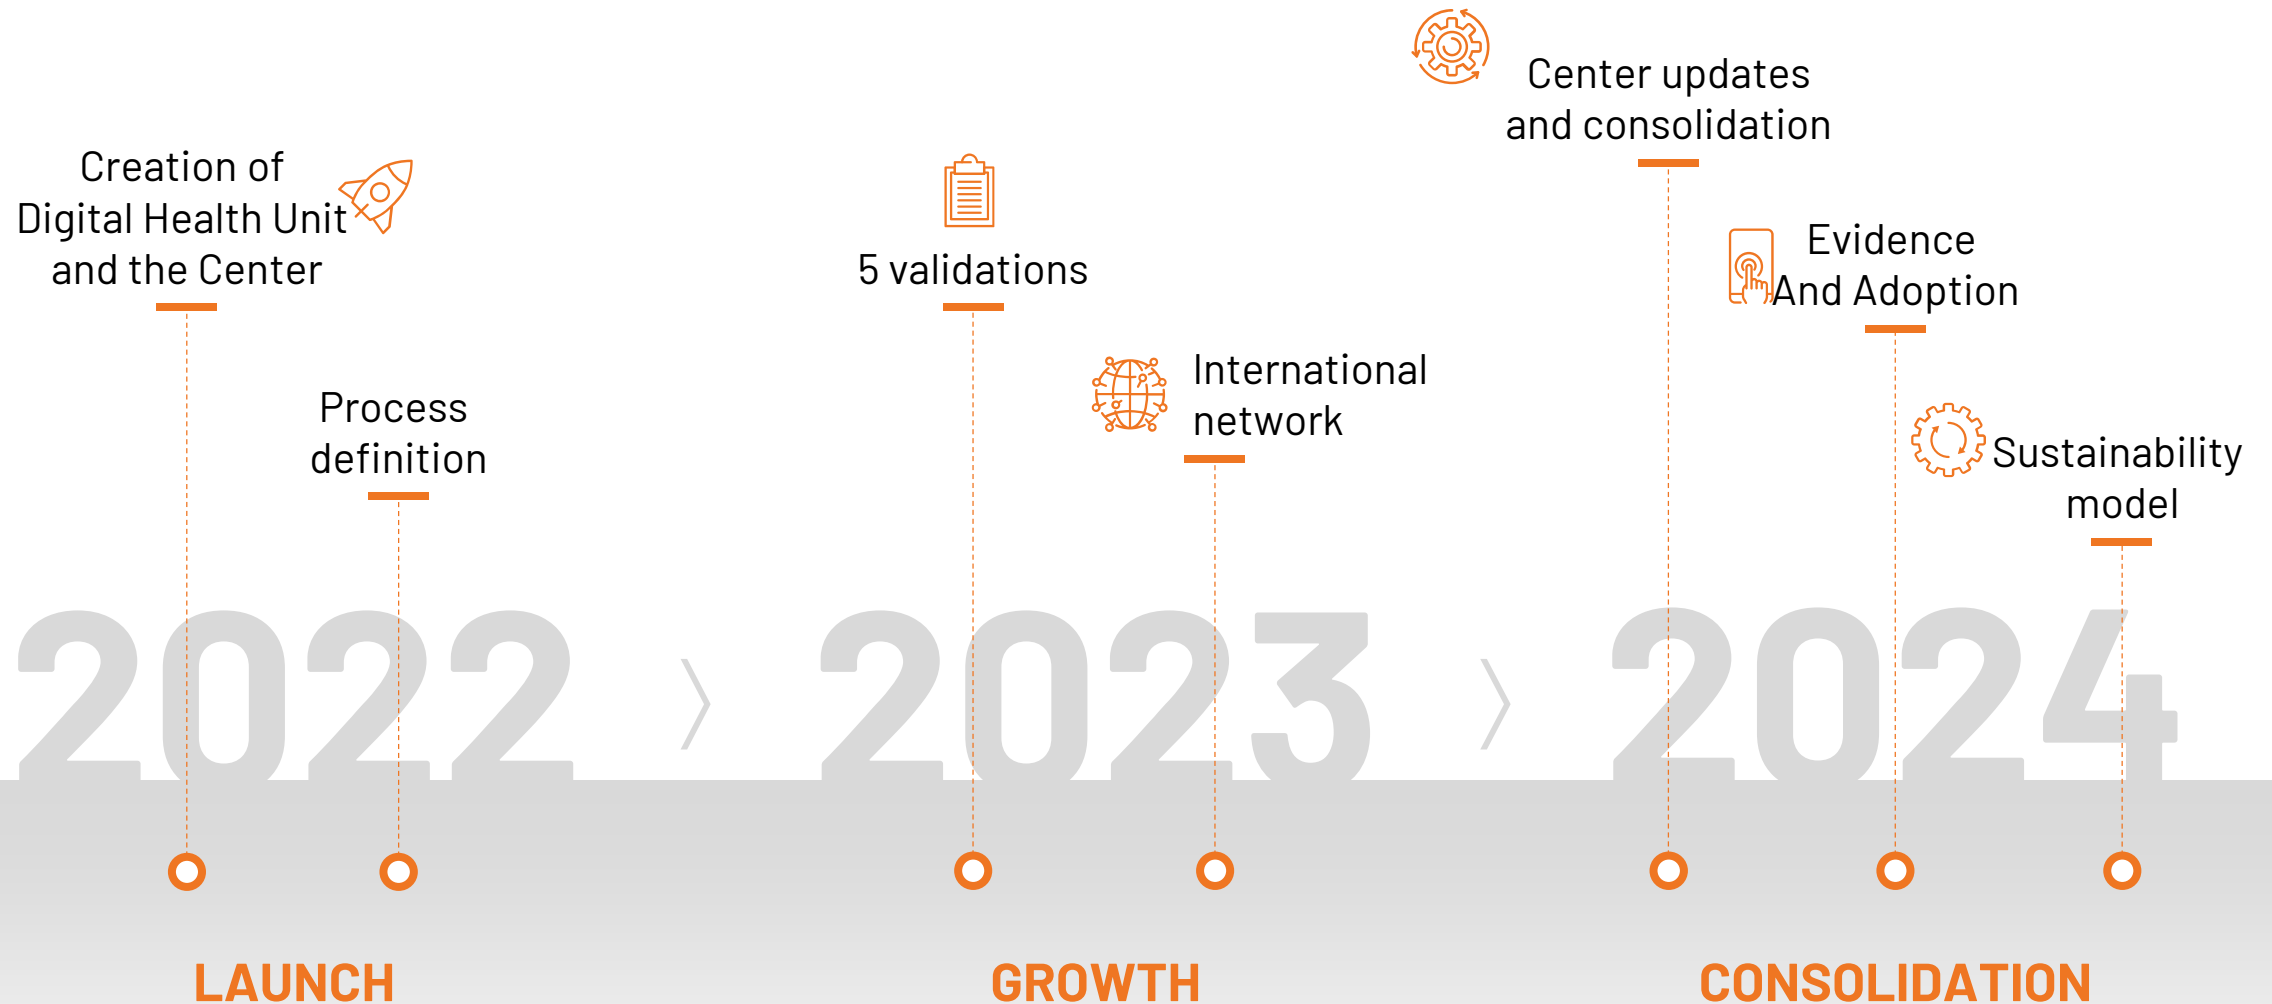 Creation of
Digital Health Unit
and the Center
Process
definition
2022
LAUNCH
5 validations
International
network
2023
GROWTH
Center updates
and consolidation
Evidence
And Adoption
Sustainability
model
2024
CONSOLIDATION